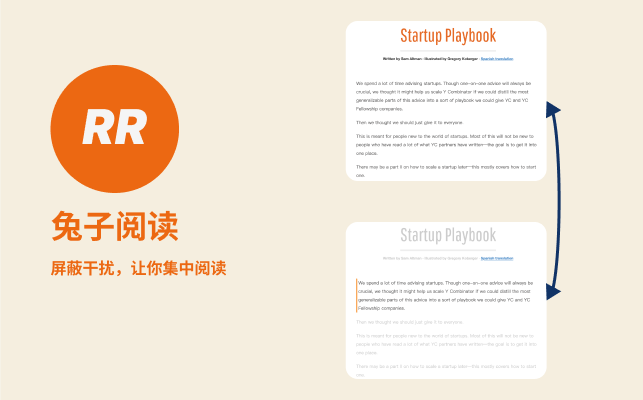 RR
兔子阅读
屏蔽干扰，让你集中阅读
Startup Playbook
Written by Sam Altman · Illustrated by Gregory Koberger · Spanish translation
We spend a lot of time advising startups. Though one-on-one advice will always be
crucial, we thought it might help us scale Y Combinator if we could distill the most
generalizable parts of this advice into a sort of playbook we could give YC and YC
Fellowship companies.
Then we thought we should just give it to everyone.
This is meant for people new to the world of startups. Most of this will not be new to
people who have read a lot of what YC partners have written—the goal is to get it into
one place.
There may be a part II on how to scale a startup later—this mostly covers how to start
one.
Startup Playbook
Written by Sam Altman · Illustrated by Gregory Koberger · Spanish translation
We spend a lot of time advising startups. Though one-on-one advice will always be
crucial, we thought it might help us scale Y Combinator if we could distill the most
generalizable parts of this advice into a sort of playbook we could give YC and YC
Fellowship companies.
Then we thought we should just give it to everyone.
This is meant for people new to the world of startups. Most of this will not be new to
people who have read a lot of what YC partners have written—the goal is to get it into
one place.
There may be a part II on how to scale a startup later—this mostly covers how to start
one.